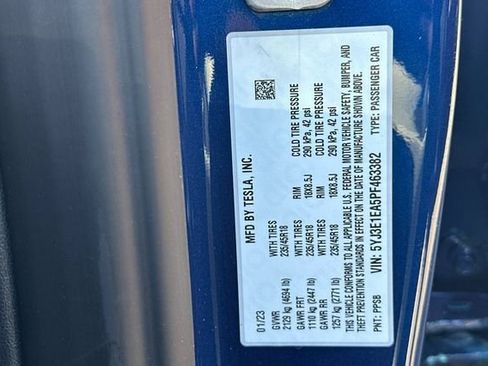 MFD BY TESLA, INC.
01/23
GVWR
2129 kg (4694 lb)
GAWR FRT WITH TIRES RIM COLD TIRE PRESSURE
1110 kg (2447 lb) 235/45R18 18X8.5J 290 kPa, 42 psi
GAWR RR WITH TIRES RIM COLD TIRE PRESSURE
1257 kg (2771 lb) 235/45R18 18X8.5J 290 kPa, 42 psi
THIS VEHICLE CONFORMS TO ALL APPLICABLE U.S. FEDERAL MOTOR VEHICLE SAFETY, BUMPER, AND
THEFT PREVENTION STANDARDS IN EFFECT ON THE DATE OF MANUFACTURE SHOWN ABOVE.
VIN: 5YJ3E1EA5PF463382 TYPE: PASSENGER CAR
PNT: PPSB